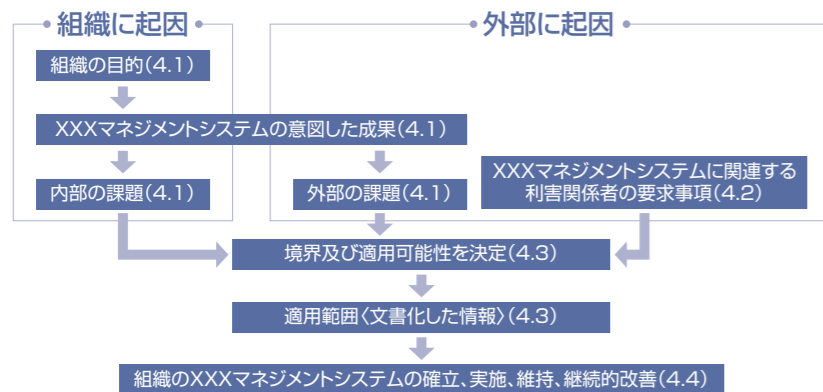 組織に起因
外部に起因
組織の目的(4.1)
XXXマネジメントシステムの意図した成果(4.1)
内部の課題(4.1)
外部の課題(4.1)
XXXマネジメントシステムに関連する
利害関係者の要求事項(4.2)
境界及び適用可能性を決定(4.3)
適用範囲〈文書化した情報〉(4.3)
組織のXXXマネジメントシステムの確立、実施、維持、継続的改善(4.4)